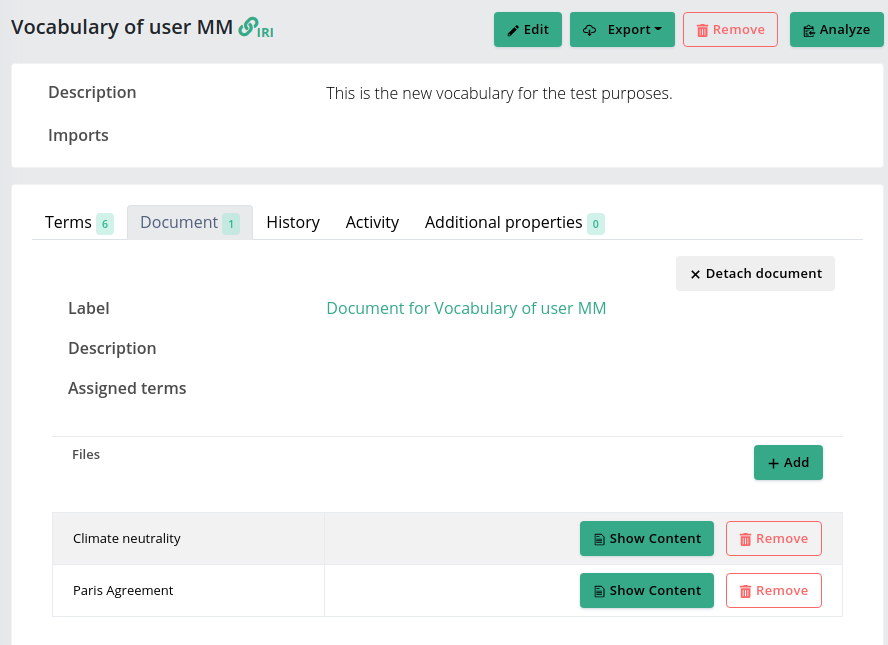 Vocabulary of user MM IRI Edit Export Remove Analyze
Description This is the new vocabulary for the test purposes.
Imports
Terms 6 Document 1 History Activity Additional properties 0
× Detach document
Label Document for Vocabulary of user MM
Description
Assigned terms
Files
+ Add
Climate neutrality Show Content Remove
Paris Agreement Show Content Remove